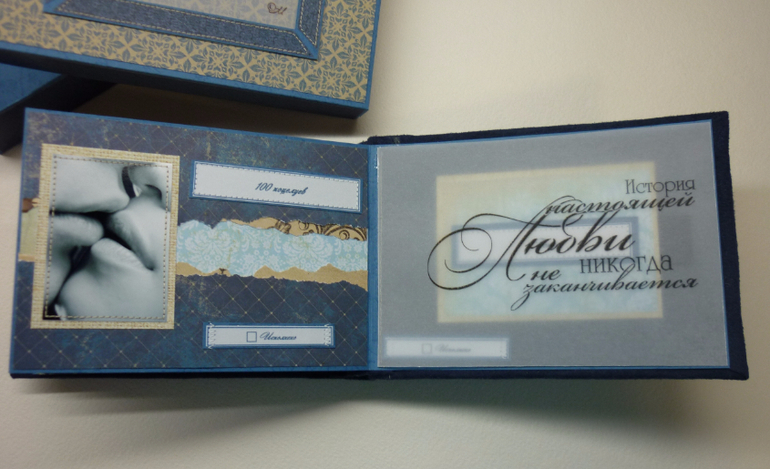 100 поцелуев
Исполнено
История
настоящей
Любви
никогда
не
заканчивается